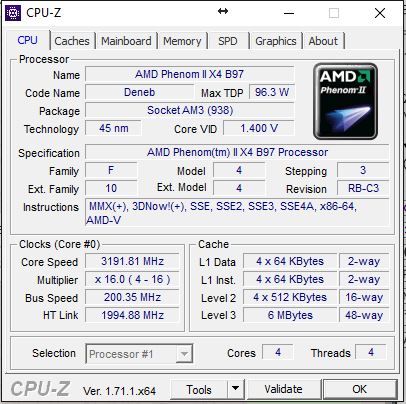 CPU-Z
CPU Caches Mainboard Memory SPD Graphics About
Processor
Name AMD Phenom II X4 B97
Code Name Deneb Max TDP 96.3 W
Package Socket AM3 (938)
Technology 45 nm Core VID 1.400 V
AMD
Phenom II
Specification AMD Phenom(tm) II X4 B97 Processor
Family F Model 4 Stepping 3
Ext. Family 10 Ext. Model 4 Revision RB-C3
Instructions MMX(+), 3DNow!(+), SSE, SSE2, SSE3, SSE4A, x86-64,
AMD-V
Clocks (Core #0)
Core Speed 3191.81 MHz
Multiplier x 16.0 ( 4 - 16 )
Bus Speed 200.35 MHz
HT Link 1994.88 MHz
Cache
L1 Data 4 x 64 KBytes 2-way
L1 Inst. 4 x 64 KBytes 2-way
Level 2 4 x 512 KBytes 16-way
Level 3 6 MBytes 48-way
Selection Processor #1 Cores 4 Threads 4
CPU-Z Ver. 1.71.1.x64 Tools Validate OK